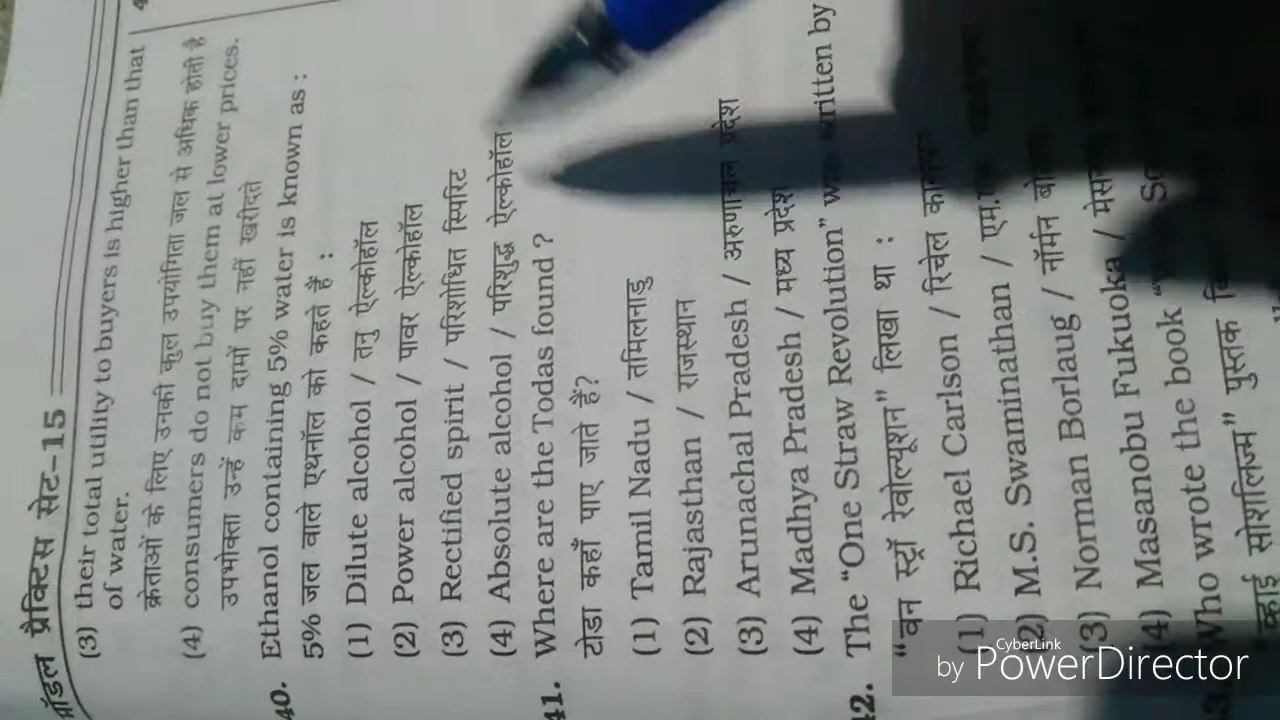 मॉडल प्रैक्टिस सेट-15
(3) their total utility to buyers is higher than that
of water.
क्रेताओं के लिए उनकी कुल उपयोगिता जल से अधिक होती है
(4) consumers do not buy them at lower prices.
उपभोक्ता उन्हें कम दामों पर नहीं खरीदते
40. Ethanol containing 5% water is known as :
5% जल वाले एथनॉल को कहते हैं :
(1) Dilute alcohol / तनु ऐल्कोहॉल
(2) Power alcohol / पावर ऐल्कोहॉल
(3) Rectified spirit / परिशोधित स्पिरिट
(4) Absolute alcohol / परिशुद्ध ऐल्कोहॉल
41. Where are the Todas found ?
टोडा कहाँ पाए जाते हैं?
(1) Tamil Nadu / तमिलनाडु
(2) Rajasthan / राजस्थान
(3) Arunachal Pradesh / अरुणाचल प्रदेश
(4) Madhya Pradesh / मध्य प्रदेश
42. The “One Straw Revolution” was written by
“वन स्ट्रॉ रेवोल्यूशन” लिखा था :
(1) Richael Carlson / रिचेल
(2) M.S. Swaminathan /
(3) Norman Borlaug / नॉर्मन
(4) Masanobu Fukuoka /
Who wrote the book
सोशलिज्म” पुस्तक
CyberLink
by PowerDirector